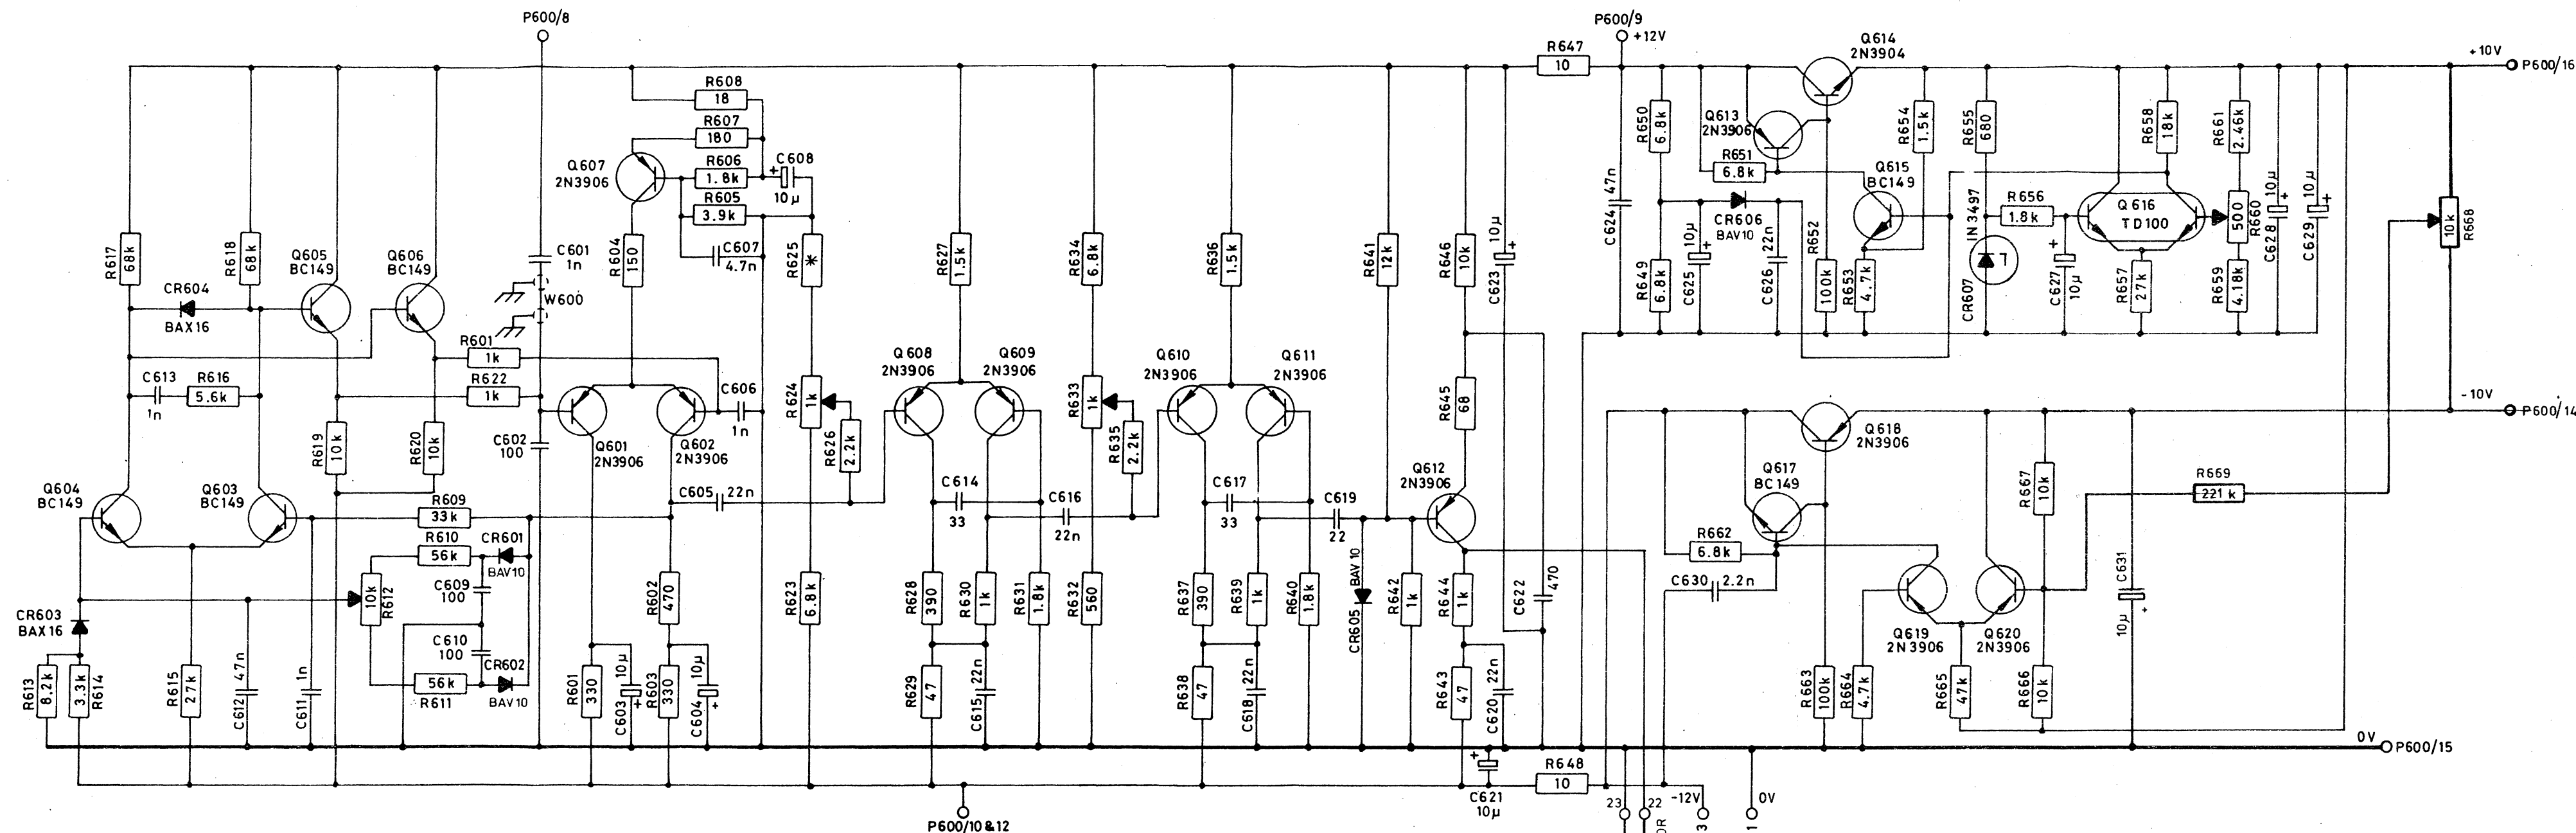 P600/8
P600/9
+12V
R647
10
Q614
2N3904
+10V
P600/16
R608
18
R607
180
Q607
2N3906
R606
1.8k
+
C608
10µ
R605
3.9k
C607
4.7n
R604
150
R625
*
R617
68k
R618
68k
Q605
BC149
Q606
BC149
C601
1n
W600
CR604
BAX16
R627
1.5k
R634
6.8k
R636
1.5k
R641
12k
R646
10k
C623
10µ
+
C624
47n
R650
6.8k
Q613
2N3906
R651
6.8k
CR606
BAV10
R649
6.8k
C625
10µ
+
C626
22n
R652
100k
Q615
BC149
R654
1.5k
R653
4.7k
R655
680
IN3497
CR607
R656
1.8k
C627
10µ
+
Q616
TD100
R658
18k
R657
27k
R661
2.46k
500
R660
R659
4.18k
C628
10µ
+
C629
10µ
+
10k
R668
R601
1k
R622
1k
C613
1n
R616
5.6k
R619
10k
R620
10k
C602
100
Q601
2N3906
Q602
2N3906
C606
1n
R624
1k
R626
2.2k
Q608
2N3906
Q609
2N3906
R633
1k
R635
2.2k
Q610
2N3906
Q611
2N3906
R645
68
-10V
P600/14
Q618
2N3906
Q604
BC149
Q603
BC149
R609
33k
C605
22n
C614
33
C616
22n
C617
33
C619
22
Q612
2N3906
Q617
BC149
R667
10k
R669
221k
R610
56k
CR601
BAV10
C609
100
10k
R612
C610
100
CR602
BAV10
56k
R611
R602
470
R623
6.8k
R628
390
R630
1k
R631
1.8k
R632
560
R637
390
R639
1k
R640
1.8k
BAV10
CR605
R642
1k
R644
1k
C622
470
R662
6.8k
C630
2.2n
Q619
2N3906
Q620
2N3906
C631
10µ
+
CR603
BAX16
R613
8.2k
3.3k
R614
R615
27k
C612
47n
C611
1n
R601
330
C603
10µ
+
R603
330
C604
10µ
+
R629
47
C615
22n
R638
47
C618
22n
R643
47
C620
22n
R663
100k
R664
4.7k
R665
47k
R666
10k
0V
P600/15
+
C621
10µ
R648
10
P600/10&12
23
22
OR
-12V
3
0V
1